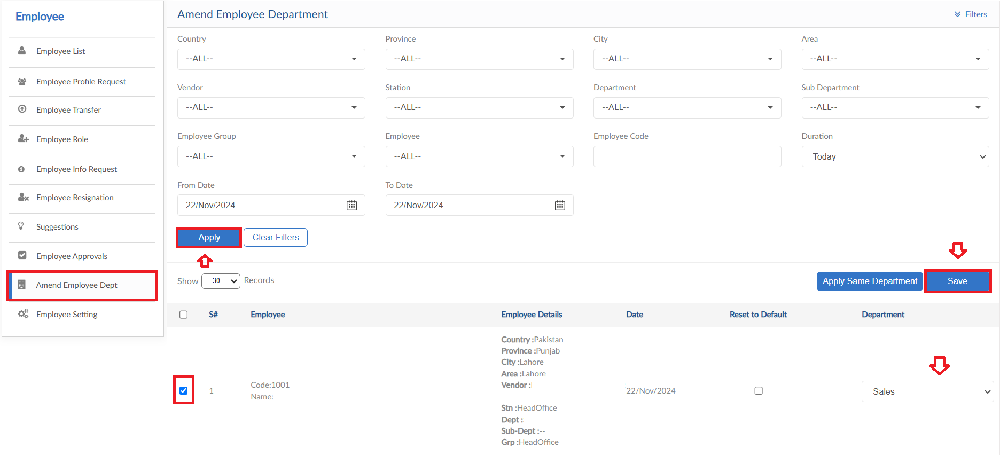 Employee
Employee List
Employee Profile Request
Employee Transfer
Employee Role
Employee Info Request
Employee Resignation
Suggestions
Employee Approvals
Amend Employee Dept
Employee Setting
Amend Employee Department
Filters
Country Province City Area
--ALL-- --ALL-- --ALL-- --ALL--
Vendor Station Department Sub Department
--ALL-- --ALL-- --ALL-- --ALL--
Employee Group Employee Employee Code Duration
--ALL-- --ALL-- Today
From Date To Date
22/Nov/2024 22/Nov/2024
Apply Clear Filters
Show 30 Records Apply Same Department Save
S# Employee Employee Details Date Reset to Default Department
1
Code:1001
Name:
Country :Pakistan
Province :Punjab
City :Lahore
Area :Lahore
Vendor :
Stn :HeadOffice
Dept :
Sub-Dept :--
Grp :HeadOffice
22/Nov/2024
Sales